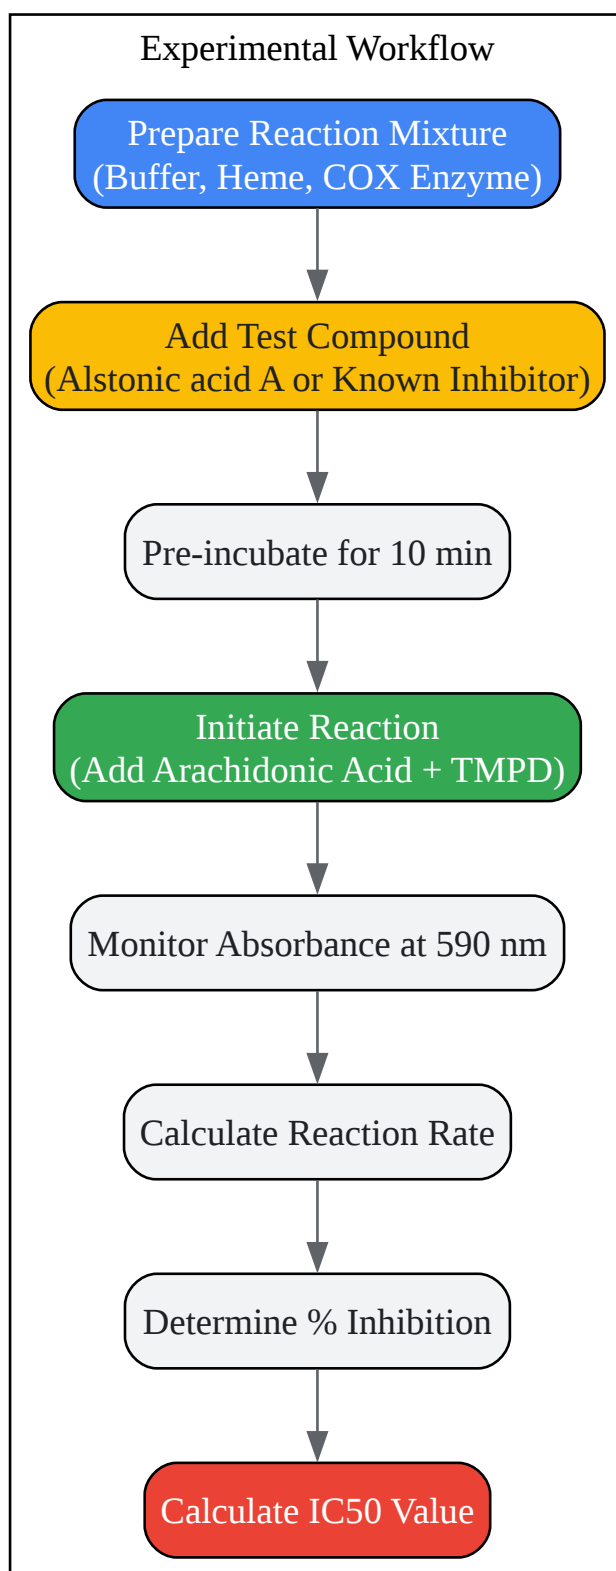 Experimental Workflow
Prepare Reaction Mixture
(Buffer, Heme, COX Enzyme)
Add Test Compound
(Alstonic acid A or Known Inhibitor)
Pre-incubate for 10 min
Initiate Reaction
(Add Arachidonic Acid + TMPD)
Monitor Absorbance at 590 nm
Calculate Reaction Rate
Determine % Inhibition
Calculate IC50 Value